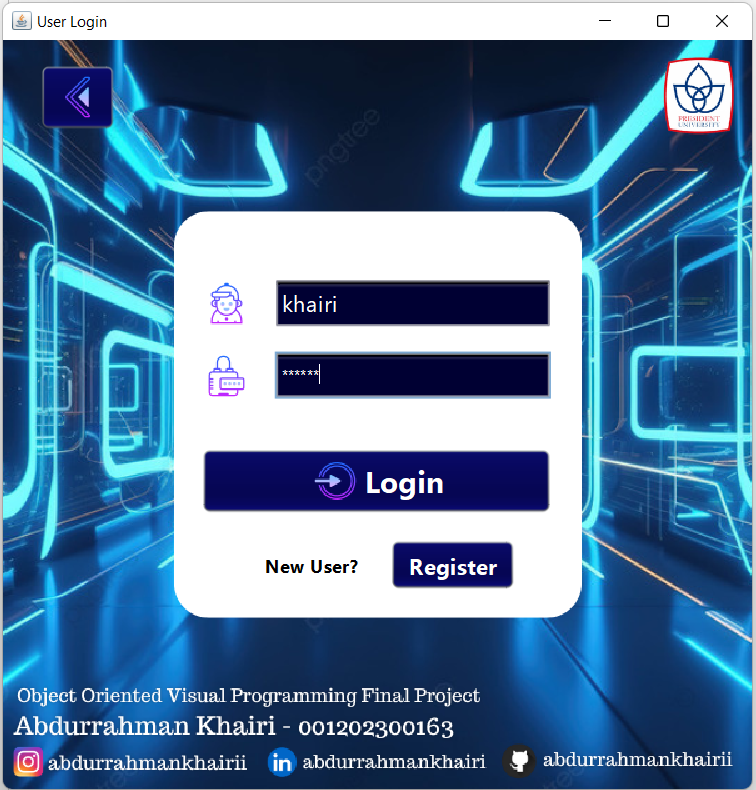 User Login
PRESIDENT
UNIVERSITY
pngtree
khairi
******
Login
New User? Register
Object Oriented Visual Programming Final Project
Abdurrahman Khairi - 001202300163
abdurrahmankhairii abdurrahmankhairi abdurrahmankhairii